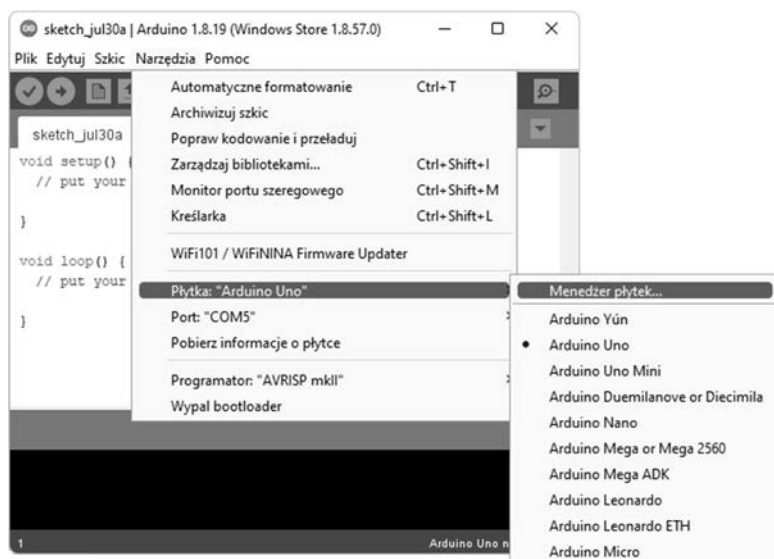 sketch_jul30a | Arduino 1.8.19 (Windows Store 1.8.57.0)
Plik Edytuj Szkic Narzędzia Pomoc
sketch_jul30a
void setup() {
// put your
}
void loop() {
// put your
}
Automatyczne formatowanie Ctrl+T
Archiwizuj szkic
Popraw kodowanie i przeładuj
Zarządzaj bibliotekami... Ctrl+Shift+I
Monitor portu szeregowego Ctrl+Shift+M
Kreślarka Ctrl+Shift+L
WiFi101 / WiFiNINA Firmware Updater
Płytka: "Arduino Uno"
Port: "COM5"
Pobierz informacje o płytce
Programator: "AVRISP mkII"
Wypal bootloader
Menedżer płytek...
Arduino Yún
Arduino Uno
Arduino Uno Mini
Arduino Duemilanove or Diecimila
Arduino Nano
Arduino Mega or Mega 2560
Arduino Mega ADK
Arduino Leonardo
Arduino Leonardo ETH
Arduino Micro
1 Arduino Uno n